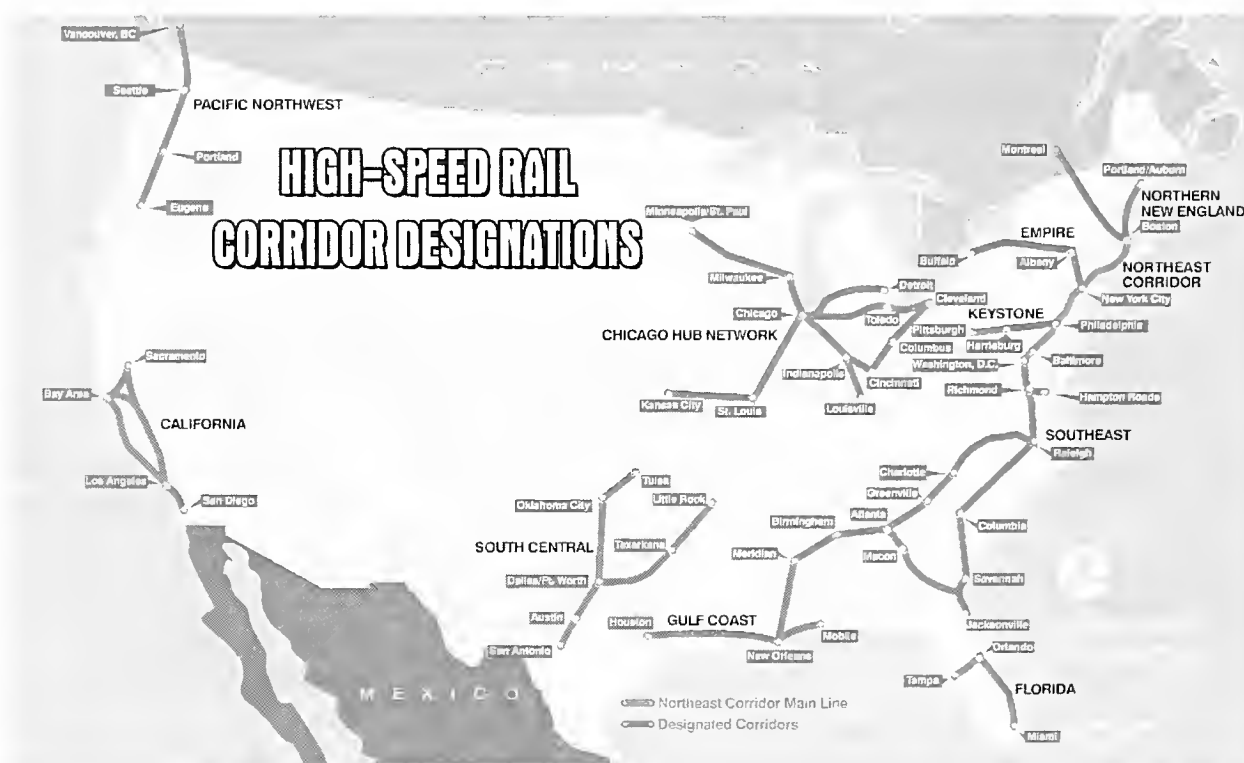 Vancouver, BC
Seattle
PACIFIC NORTHWEST
Portland
Eugene
HIGH-SPEED RAIL
CORRIDOR DESIGNATIONS
Montreal
Portland/Auburn
NORTHERN
NEW ENGLAND
Boston
Minneapolis/St. Paul
EMPIRE
Buffalo
Albany
NORTHEAST
CORRIDOR
Milwaukee
Detroit
Cleveland
New York City
Chicago
Toledo
KEYSTONE
CHICAGO HUB NETWORK
Pittsburgh
Philadelphia
Harrisburg
Columbus
Baltimore
Washington, D.C.
Indianapolis
Cincinnati
Richmond
Hampton Roads
Kansas City
St. Louis
Louisville
Sacramento
Bay Area
CALIFORNIA
SOUTHEAST
Raleigh
Los Angeles
San Diego
Charlotte
Tulsa
Greenville
Oklahoma City
Little Rock
Atlanta
Birmingham
Columbia
SOUTH CENTRAL
Texarkana
Meridian
Macon
Dallas/Ft. Worth
Savannah
Austin
Houston
GULF COAST
Mobile
Jacksonville
San Antonio
New Orleans
Orlando
Tampa
FLORIDA
MEXICO
Northeast Corridor Main Line
Designated Corridors
Miami